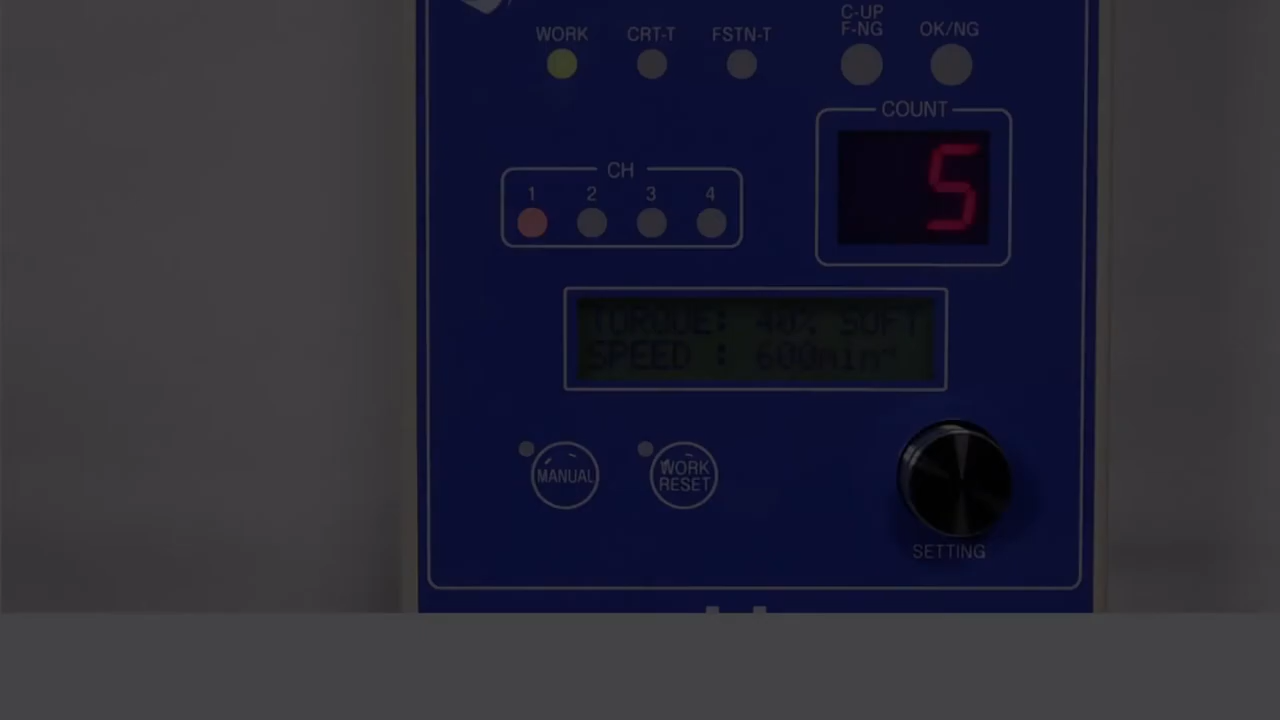 C-UP
WORK CRT-T FSTN-T F-NG OK/NG
COUNT
5
CH
1 2 3 4
TORQUE: 40% SOFT
SPEED : 600min⁻¹
MANUAL
WORK
RESET
SETTING